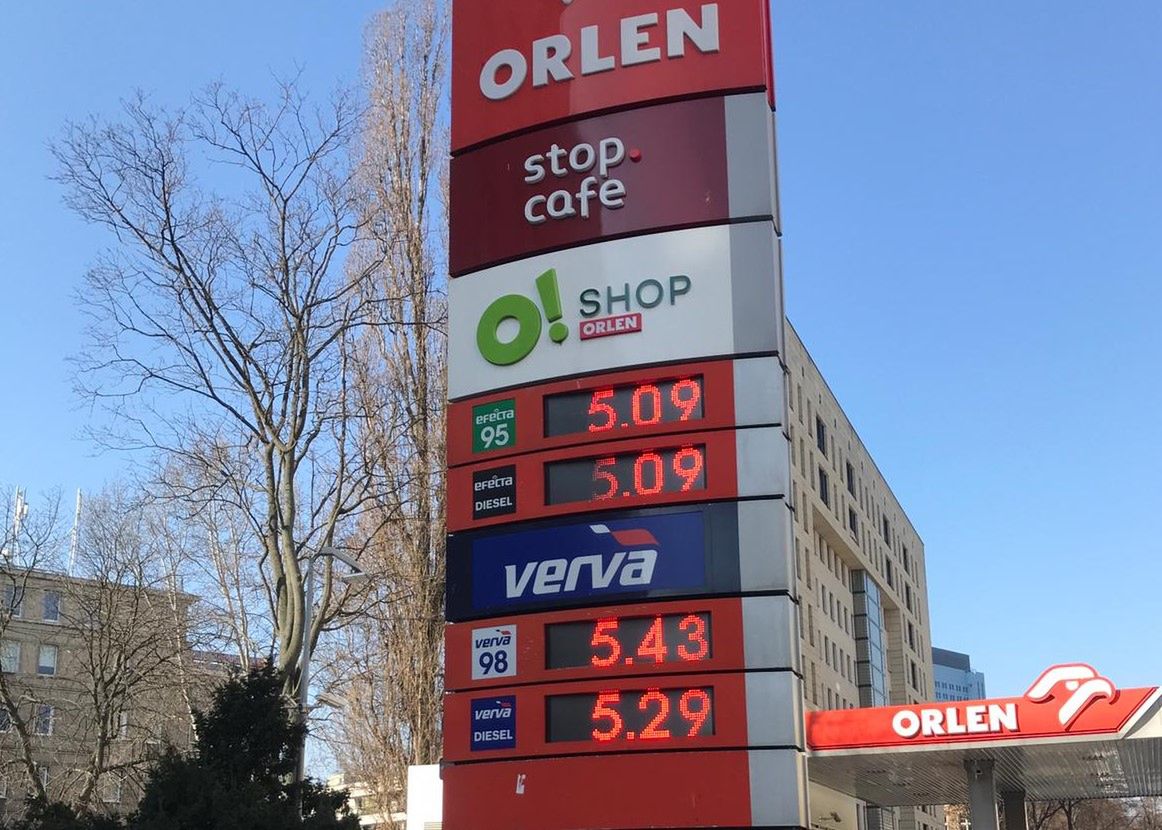 ORLEN
stop.
cafe
O! SHOP
ORLEN
efecta
95
5.09
efecta
DIESEL
5.09
verva
verva
98
5.43
verva
DIESEL
5.29
ORLEN